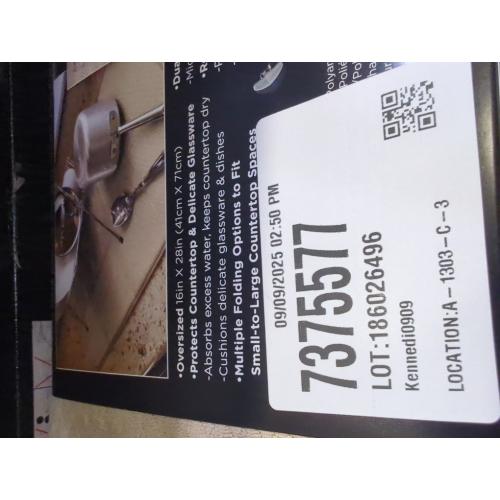 •Oversized 16in X 28in (41cm X 71cm)
•Protects Countertop & Delicate Glassware
-Absorbs excess water, keeps countertop dry
-Cushions delicate glassware & dishes
•Multiple Folding Options to Fit
Small-to-Large Countertop Spaces
•Dua
-Mic
09/09/2025 02:50 PM
7375577
LOT:186026496
Kennedi0909
LOCATION:A-1303-C-3